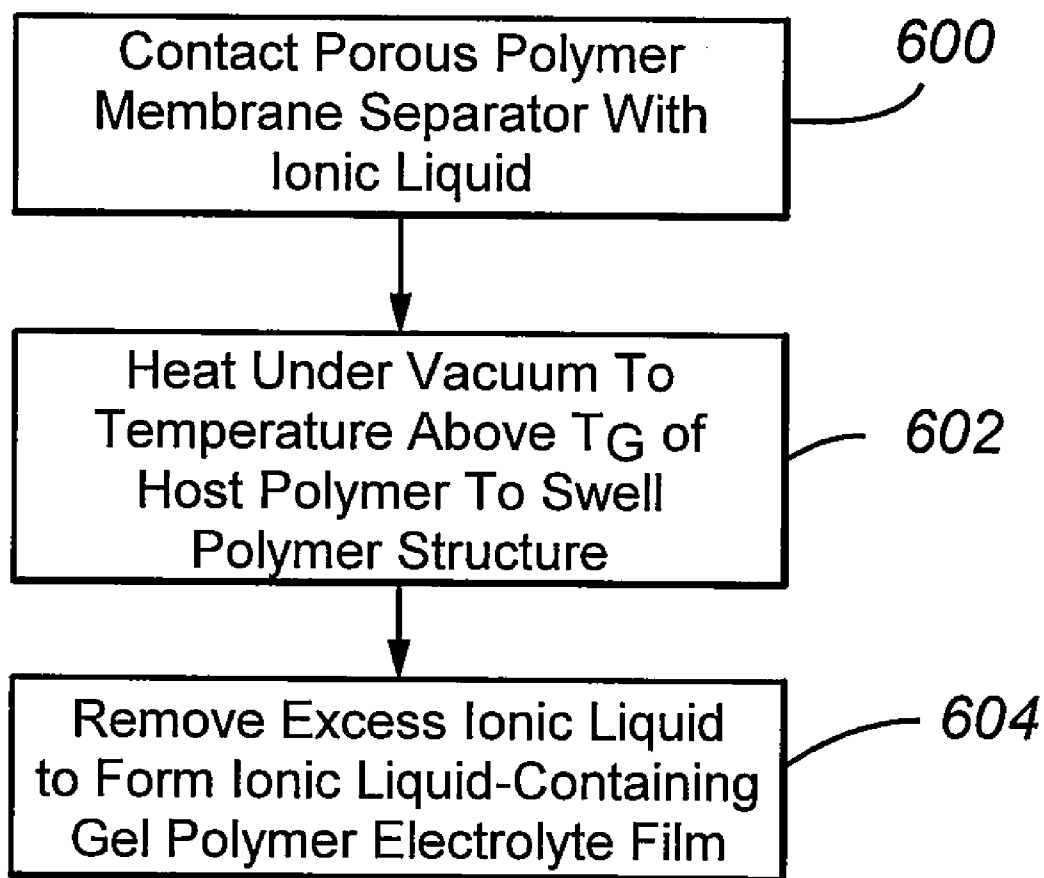 Contact Porous Polymer
Membrane Separator With
Ionic Liquid
600
Heat Under Vacuum To
Temperature Above TG of
Host Polymer To Swell
Polymer Structure
602
Remove Excess Ionic Liquid
to Form Ionic Liquid-Containing
Gel Polymer Electrolyte Film
604